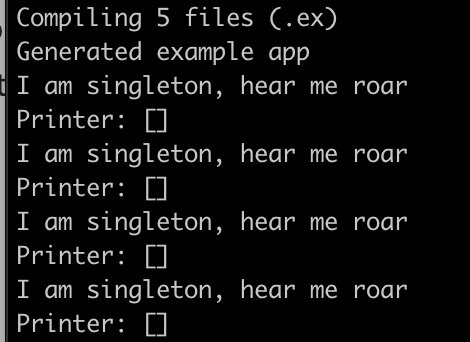 Compiling 5 files (.ex)
Generated example app
I am singleton, hear me roar
Printer: []
I am singleton, hear me roar
Printer: []
I am singleton, hear me roar
Printer: []
I am singleton, hear me roar
Printer: []